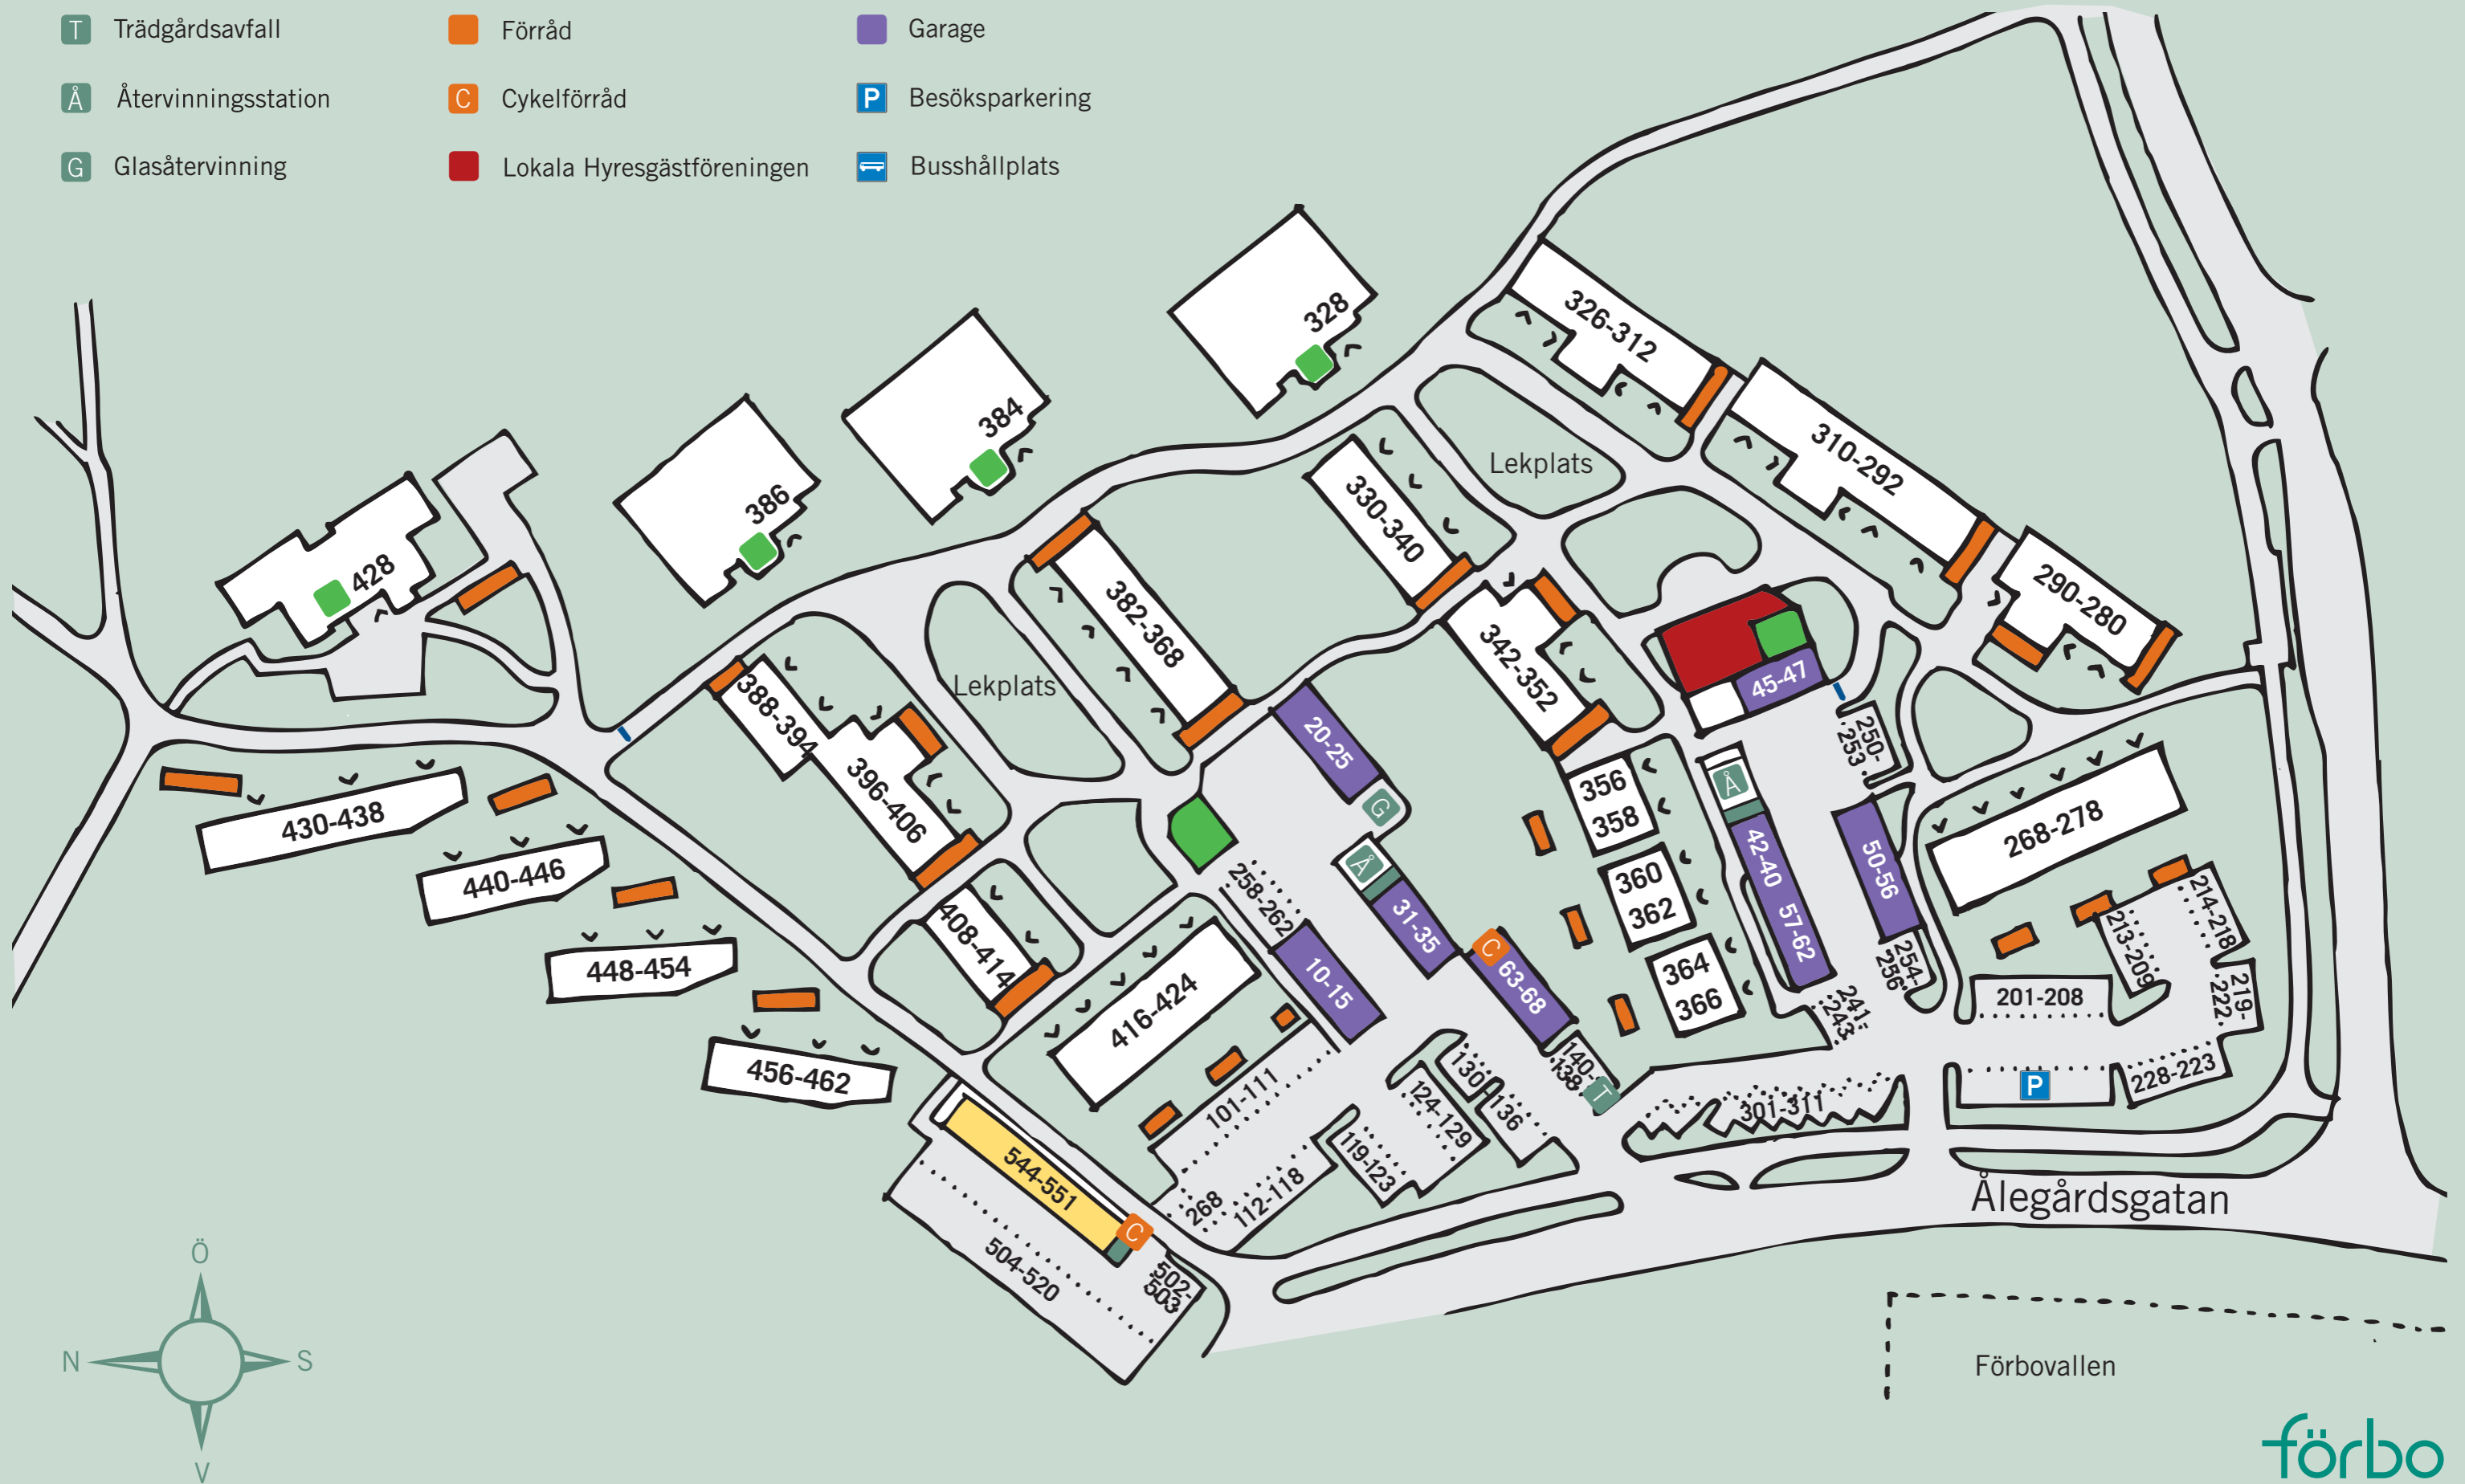 T Trädgårdsavfall
Å Återvinningsstation
G Glasåtervinning
Förråd
C Cykelförråd
Lokala Hyresgästföreningen
Garage
P Besöksparkering
Busshållplats
328
384
386
428
326-312
310-292
290-280
Lekplats
330-340
382-368
342-352
Lekplats
388-394
396-406
408-414
416-424
430-438
440-446
448-454
456-462
45-47
20-25
G
Å
31-35
C
63-68
10-15
258-262
356
358
360
362
364
366
Å
42-40
57-62
50-56
250-
253
254-
256
241
-243
268-278
214-218
213-209
219-
222
201-208
228-223
P
301-311
140-
138
T
130-136
124-129
119-123
112-118
101-111
268
544-551
C
502-
503
504-520
Ålegårdsgatan
Förbovallen
Ö
N
S
V
förbo